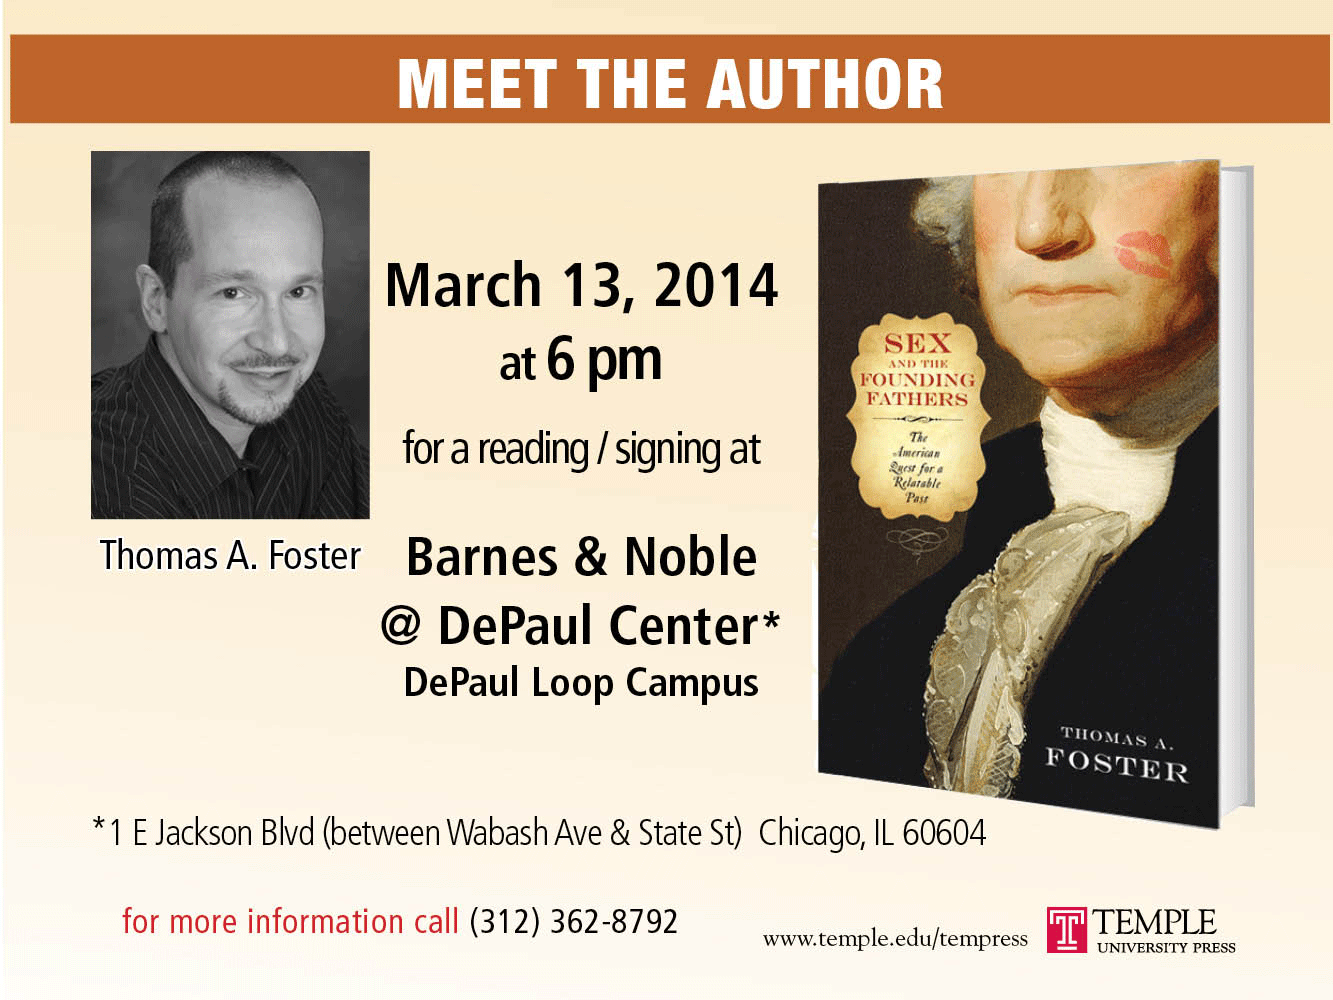 MEET THE AUTHOR
Thomas A. Foster
March 13, 2014
at 6 pm
for a reading / signing at
Barnes & Noble
@ DePaul Center*
DePaul Loop Campus
SEX
AND THE
FOUNDING
FATHERS
The
American
Quest for a
Relatable
Past
THOMAS A.
FOSTER
*1 E Jackson Blvd (between Wabash Ave & State St) Chicago, IL 60604
for more information call (312) 362-8792
www.temple.edu/tempress
T
TEMPLE
UNIVERSITY PRESS